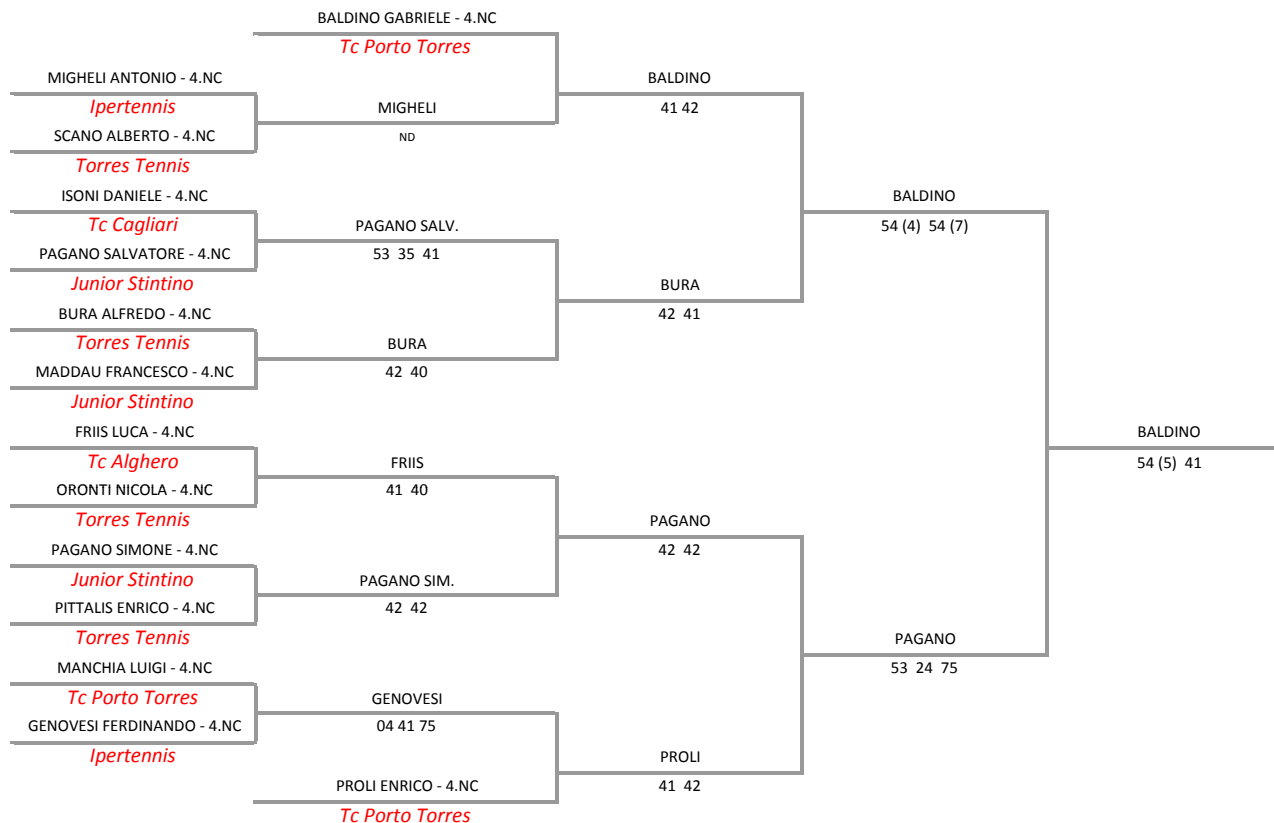 BALDINO GABRIELE - 4.NC
Tc Porto Torres
MIGHELI ANTONIO - 4.NC
BALDINO
Ipertennis
MIGHELI
41 42
SCANO ALBERTO - 4.NC
ND
Torres Tennis
ISONI DANIELE - 4.NC
BALDINO
Tc Cagliari
PAGANO SALV.
54 (4) 54 (7)
PAGANO SALVATORE - 4.NC
53 35 41
Junior Stintino
BURA
BURA ALFREDO - 4.NC
42 41
Torres Tennis
BURA
MADDAU FRANCESCO - 4.NC
42 40
Junior Stintino
FRIIS LUCA - 4.NC
BALDINO
Tc Alghero
FRIIS
54 (5) 41
ORONTI NICOLA - 4.NC
41 40
Torres Tennis
PAGANO
PAGANO SIMONE - 4.NC
42 42
Junior Stintino
PAGANO SIM.
PITTALIS ENRICO - 4.NC
42 42
Torres Tennis
PAGANO
MANCHIA LUIGI - 4.NC
53 24 75
Tc Porto Torres
GENOVESI
GENOVESI FERDINANDO - 4.NC
04 41 75
Ipertennis
PROLI
PROLI ENRICO - 4.NC
41 42
Tc Porto Torres